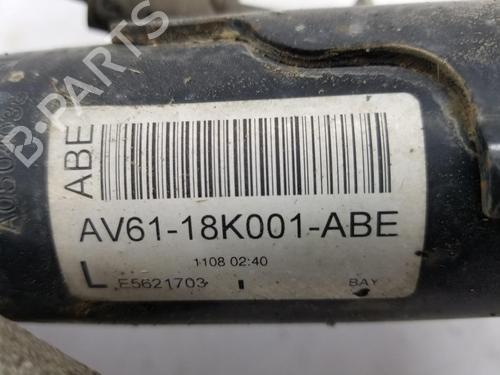 B-PARTS
ABE
AV61-18K001-ABE
L
1108 02:40
E5621703
BAY